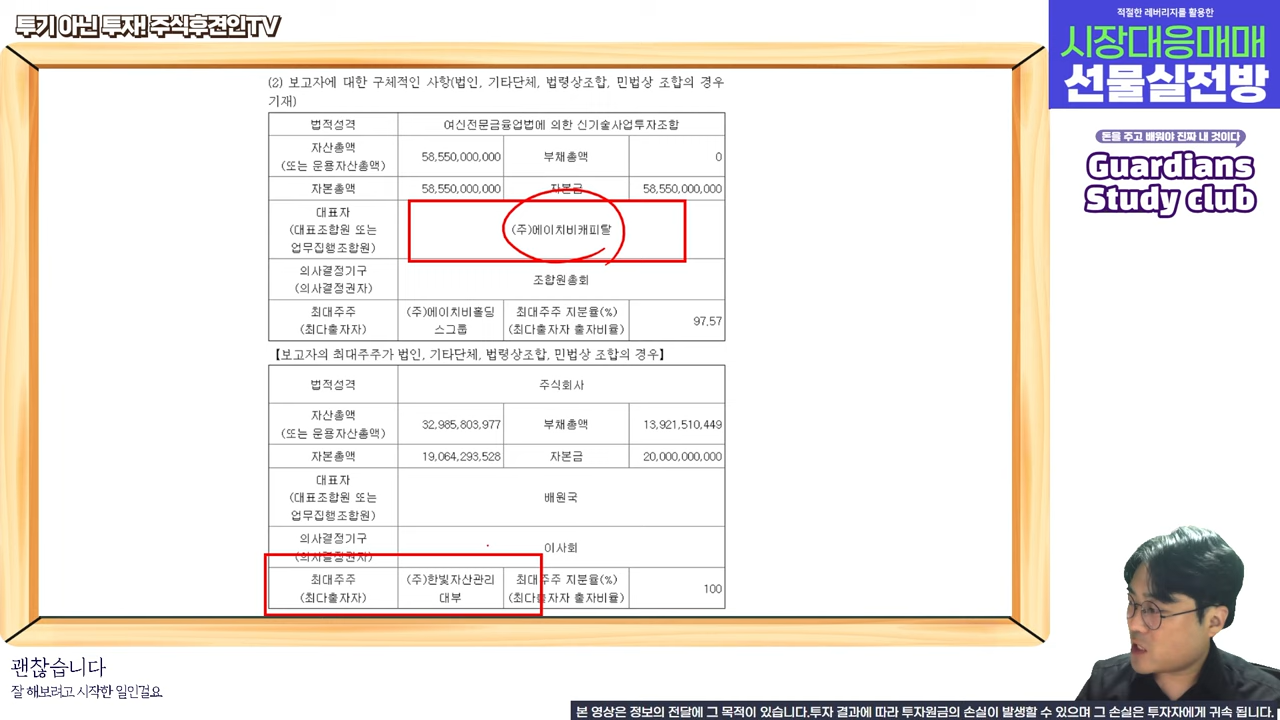 투기 아닌 투자! 주식후견인TV
적절한 레버리지를 활용한
시장대응매매
선물실전방
돈을 주고 배워야 진짜 내 것이다
Guardians
Study club
(2) 보고자에 대한 구체적인 사항(법인, 기타단체, 법령상조합, 민법상 조합의 경우
기재)
법적성격 여신전문금융업법에 의한 신기술사업투자조합
자산총액
(또는 운용자산총액) 58,550,000,000 부채총액 0
자본총액 58,550,000,000 자본금 58,550,000,000
대표자
(대표조합원 또는
업무집행조합원) (주)에이치비캐피탈
의사결정기구
(의사결정권자) 조합원총회
최대주주
(최다출자자) (주)에이치비홀딩
스그룹 최대주주 지분율(%)
(최다출자자 출자비율) 97.57
【보고자의 최대주주가 법인, 기타단체, 법령상조합, 민법상 조합의 경우】
법적성격 주식회사
자산총액
(또는 운용자산총액) 32,985,803,977 부채총액 13,921,510,449
자본총액 19,064,293,528 자본금 20,000,000,000
대표자
(대표조합원 또는
업무집행조합원) 배원국
의사결정기구
(의사결정권자) 이사회
최대주주
(최다출자자) (주)한빛자산관리
대부 최대주주 지분율(%)
(최다출자자 출자비율) 100
괜찮습니다
잘 해보려고 시작한 일인걸요
본 영상은 정보의 전달에 그 목적이 있습니다.투자 결과에 따라 투자원금의 손실이 발생할 수 있으며 그 손실은 투자자에게 귀속 됩니다.